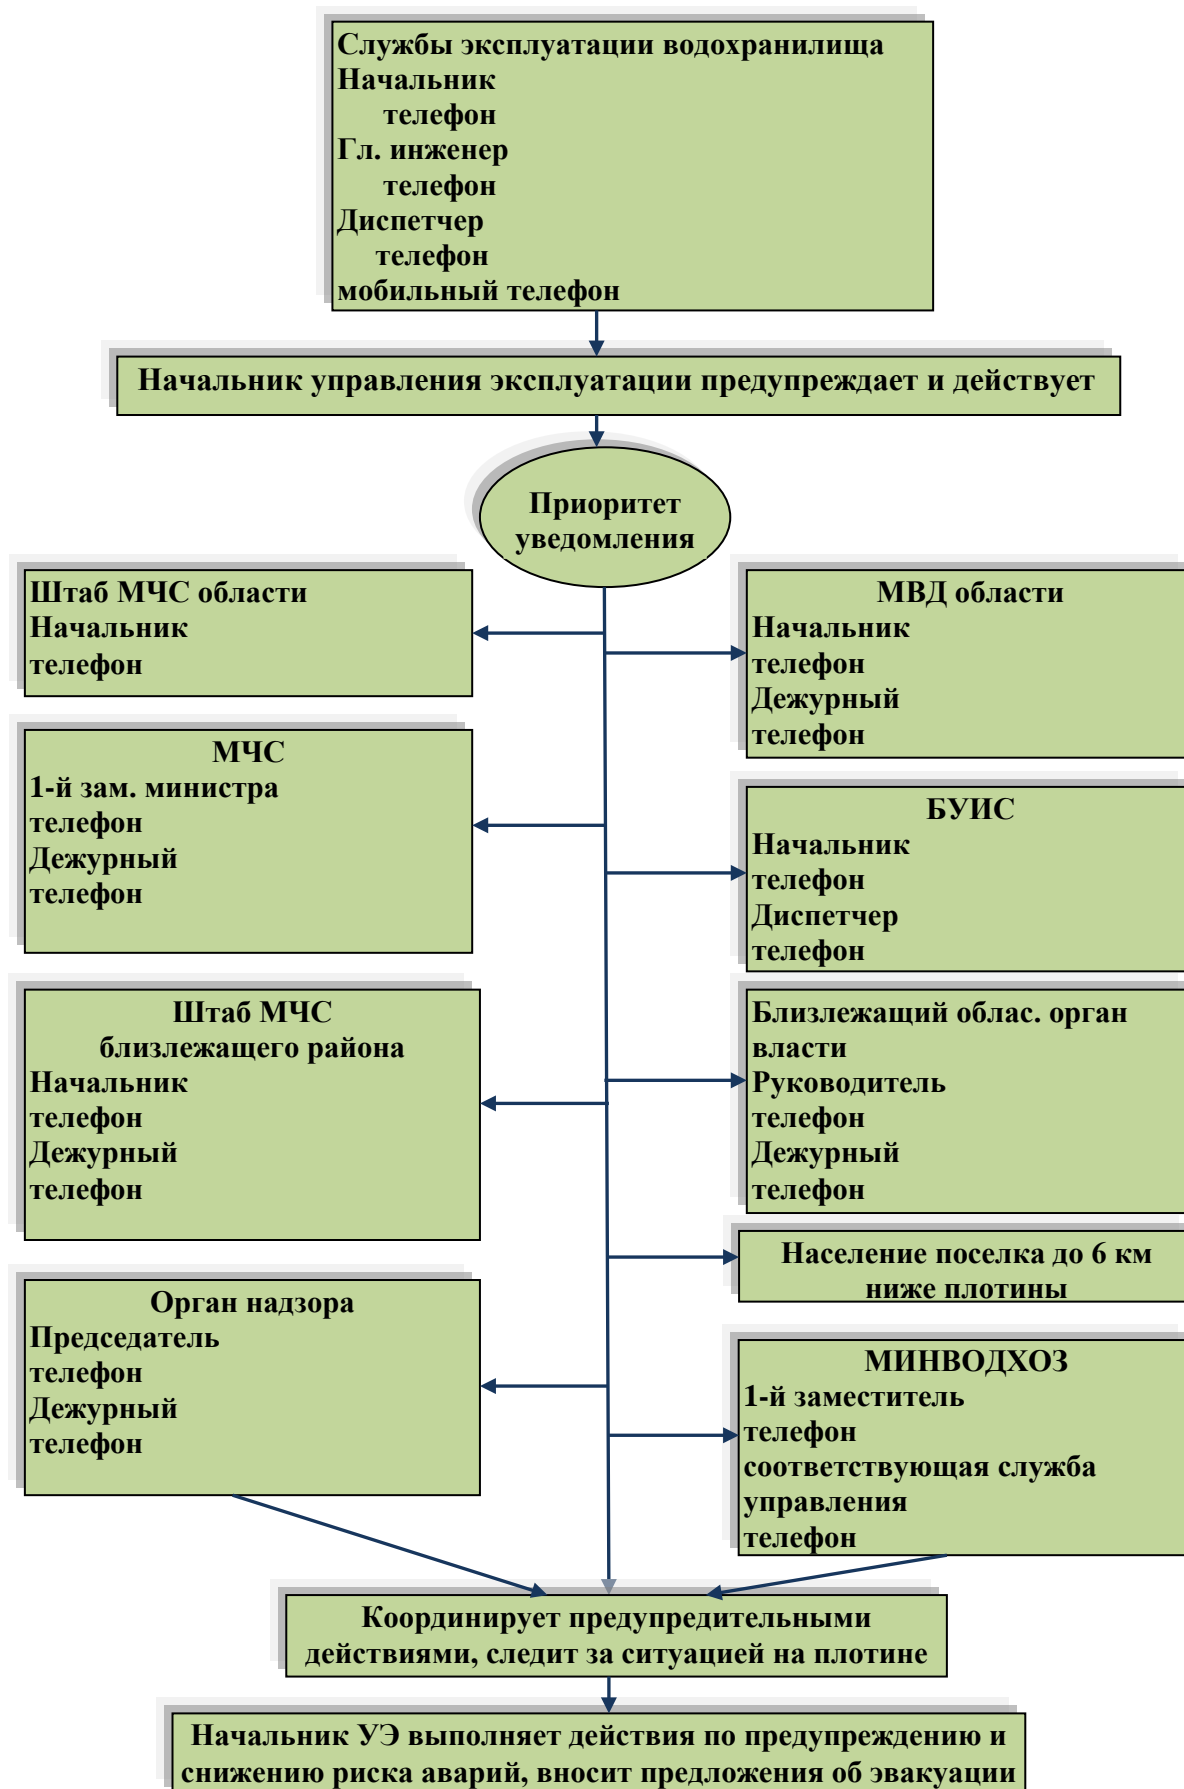 Службы эксплуатации водохранилища
Начальник
телефон
Гл. инженер
телефон
Диспетчер
телефон
мобильный телефон
Начальник управления эксплуатации предупреждает и действует
Приоритет
уведомления
Штаб МЧС области
Начальник
телефон
МВД области
Начальник
телефон
Дежурный
телефон
МЧС
1-й зам. министра
телефон
Дежурный
телефон
БУИС
Начальник
телефон
Диспетчер
телефон
Штаб МЧС
близлежащего района
Начальник
телефон
Дежурный
телефон
Близлежащий облас. орган
власти
Руководитель
телефон
Дежурный
телефон
Население поселка до 6 км
ниже плотины
Орган надзора
Председатель
телефон
Дежурный
телефон
МИНВОДХОЗ
1-й заместитель
телефон
соответствующая служба
управления
телефон
Координирует предупредительными
действиями, следит за ситуацией на плотине
Начальник УЭ выполняет действия по предупреждению и
снижению риска аварий, вносит предложения об эвакуации